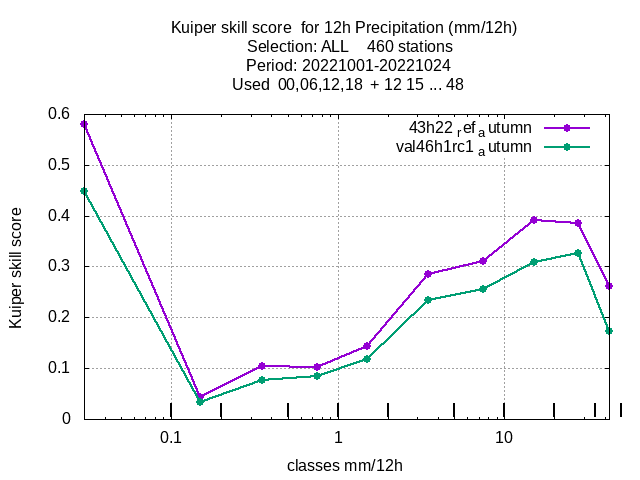 Kuiper skill score  for 12h Precipitation (mm/12h)
Selection: ALL    460 stations
Period: 20221001-20221024
Used  00,06,12,18  + 12 15 ... 48
43h22_ref_autumn
val46h1rc1_autumn
0.6
0.5
0.4
0.3
0.2
0.1
0
Kuiper skill score
0.1 1 10
classes mm/12h